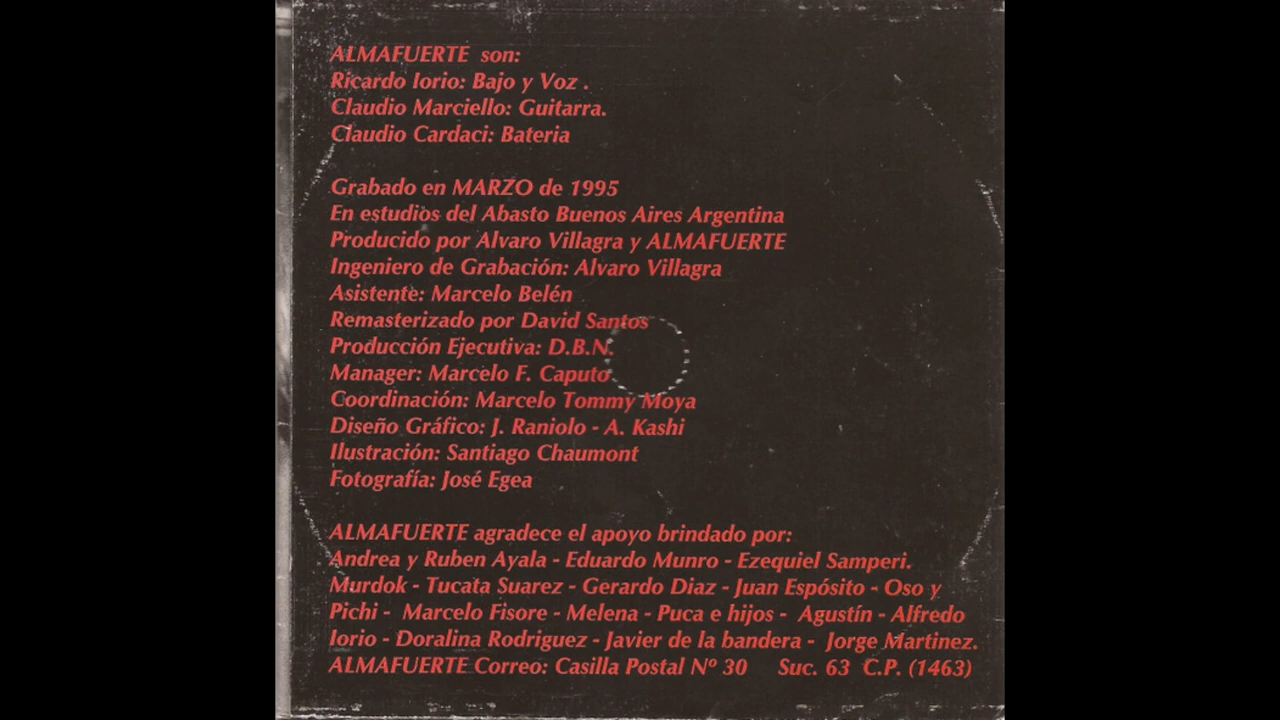 ALMAFUERTE son:
Ricardo Iorio: Bajo y Voz .
Claudio Marciello: Guitarra.
Claudio Cardaci: Bateria
Grabado en MARZO de 1995
En estudios del Abasto Buenos Aires Argentina
Producido por Alvaro Villagra y ALMAFUERTE
Ingeniero de Grabación: Alvaro Villagra
Asistente: Marcelo Belén
Remasterizado por David Santos
Producción Ejecutiva: D.B.N.
Manager: Marcelo F. Caputo
Coordinación: Marcelo Tommy Moya
Diseño Gráfico: J. Raniolo - A. Kashi
Ilustración: Santiago Chaumont
Fotografía: José Egea
ALMAFUERTE agradece el apoyo brindado por:
Andrea y Ruben Ayala - Eduardo Munro - Ezequiel Samperi.
Murdok - Tucata Suarez - Gerardo Diaz - Juan Espósito - Oso y
Pichi - Marcelo Fisore - Melena - Puca e hijos - Agustín - Alfredo
Iorio - Doralina Rodriguez - Javier de la bandera - Jorge Martinez.
ALMAFUERTE Correo: Casilla Postal Nº 30 Suc. 63 C.P. (1463)